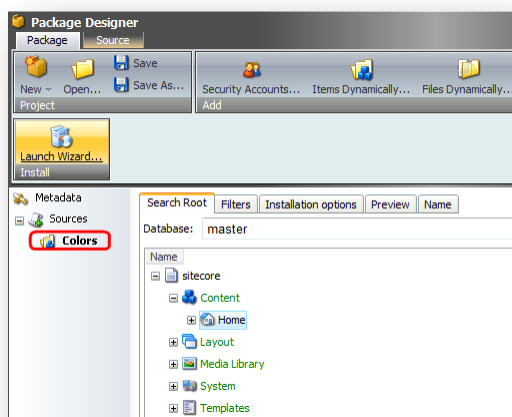 Package Designer
Package Source
New Open... Save
Save As...
Project
Security Accounts... Items Dynamically... Files Dynamically...
Add
Launch Wizard...
Install
Metadata
Sources
Colors
Search Root Filters Installation options Preview Name
Database: master
Name
sitecore
Content
Home
Layout
Media Library
System
Templates